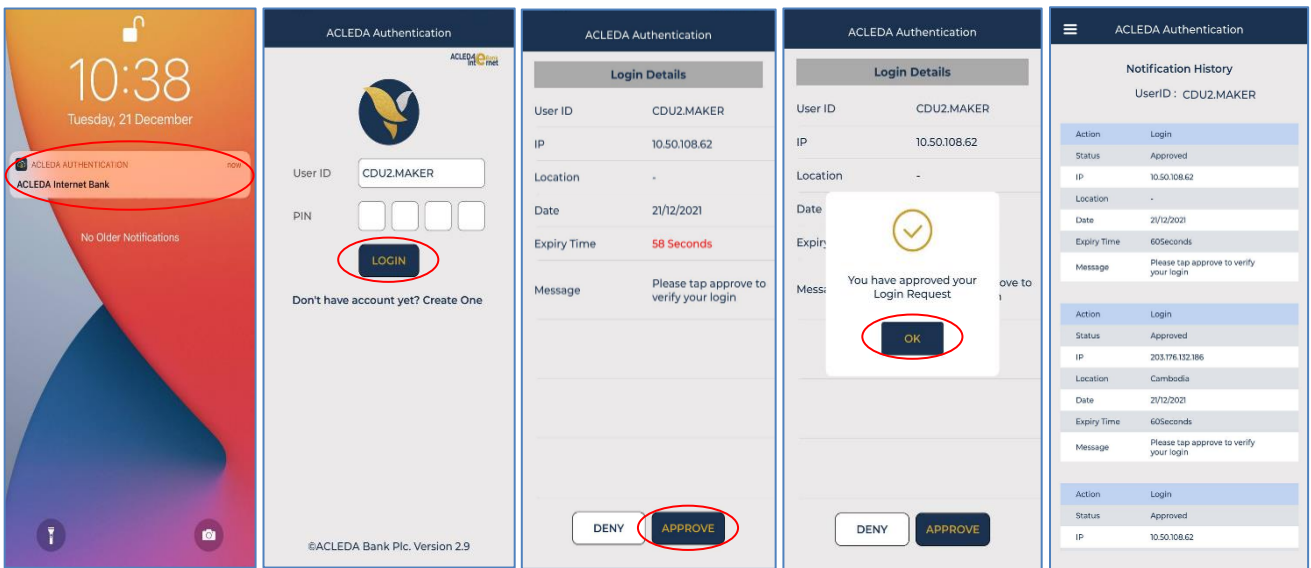 10:38
Tuesday, 21 December
ACLEDA AUTHENTICATION now
ACLEDA Internet Bank
No Older Notifications
ACLEDA Authentication
User ID CDU2.MAKER
PIN
LOGIN
Don't have account yet? Create One
©ACLEDA Bank Plc. Version 2.9
ACLEDA Authentication
Login Details
User ID CDU2.MAKER
IP 10.50.108.62
Location -
Date 21/12/2021
Expiry Time 58 Seconds
Message Please tap approve to
verify your login
DENY APPROVE
ACLEDA Authentication
Login Details
User ID CDU2.MAKER
IP 10.50.108.62
Location -
Date
You have approved your
Login Request
OK
DENY APPROVE
ACLEDA Authentication
Notification History
UserID : CDU2.MAKER
Action Login
Status Approved
IP 10.50.108.62
Location -
Date 21/12/2021
Expiry Time 60Seconds
Message Please tap approve to verify
your login
Action Login
Status Approved
IP 203.176.132.186
Location Cambodia
Date 21/12/2021
Expiry Time 60Seconds
Message Please tap approve to verify
your login
Action Login
Status Approved
IP 10.50.108.62